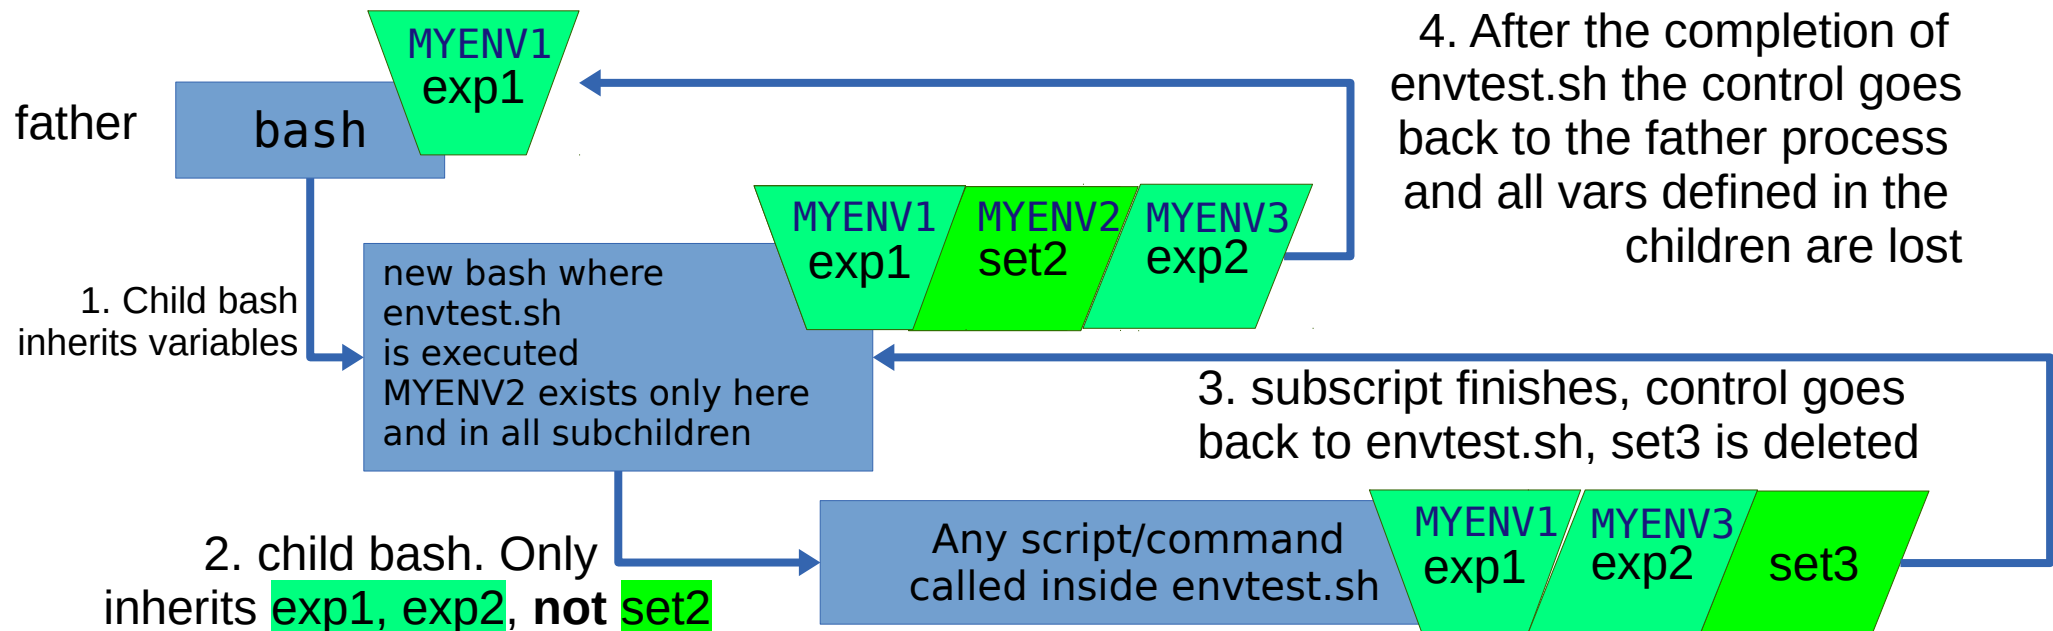 MYENV1
exp1
father
bash
4. After the completion of
envtest.sh the control goes
back to the father process
and all vars defined in the
children are lost
MYENV1
exp1
MYENV2
set2
MYENV3
exp2
1. Child bash
inherits variables
new bash where
envtest.sh
is executed
MYENV2 exists only here
and in all subchildren
3. subscript finishes, control goes
back to envtest.sh, set3 is deleted
2. child bash. Only
inherits exp1, exp2, not set2
Any script/command
called inside envtest.sh
MYENV1
exp1
MYENV3
exp2
set3